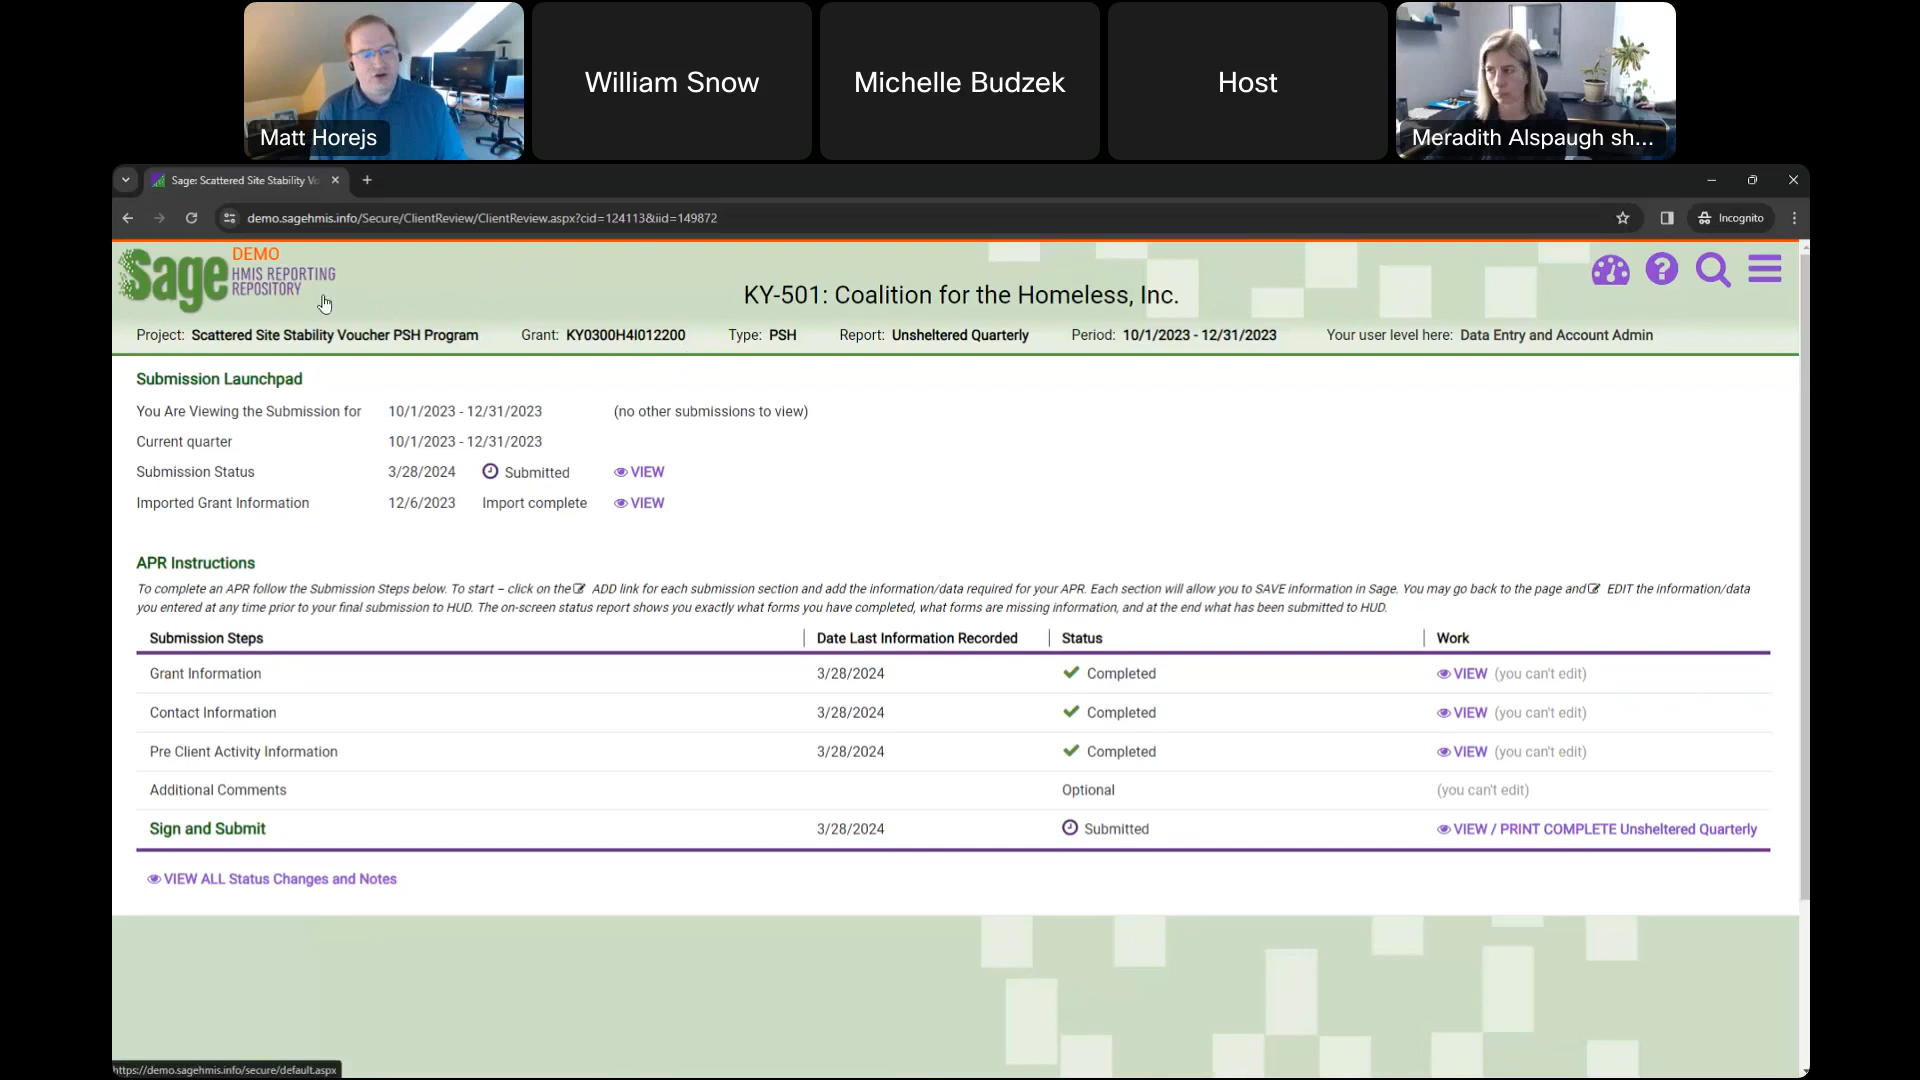 William Snow
Michelle Budzek
Host
Matt Horejs
Meradith Alspaugh sh...
Sage: Scattered Site Stability Vo
demo.sagehmis.info/Secure/ClientReview/ClientReview.aspx?cid=124113&iid=149872
Incognito
Sage DEMO
HMIS REPORTING
REPOSITORY
KY-501: Coalition for the Homeless, Inc.
Project: Scattered Site Stability Voucher PSH Program Grant: KY0300H4I012200 Type: PSH Report: Unsheltered Quarterly Period: 10/1/2023 - 12/31/2023 Your user level here: Data Entry and Account Admin
Submission Launchpad
You Are Viewing the Submission for 10/1/2023 - 12/31/2023 (no other submissions to view)
Current quarter 10/1/2023 - 12/31/2023
Submission Status 3/28/2024 Submitted VIEW
Imported Grant Information 12/6/2023 Import complete VIEW
APR Instructions
To complete an APR follow the Submission Steps below. To start – click on the ADD link for each submission section and add the information/data required for your APR. Each section will allow you to SAVE information in Sage. You may go back to the page and EDIT the information/data
you entered at any time prior to your final submission to HUD. The on-screen status report shows you exactly what forms you have completed, what forms are missing information, and at the end what has been submitted to HUD.
Submission Steps Date Last Information Recorded Status Work
Grant Information 3/28/2024 Completed VIEW (you can't edit)
Contact Information 3/28/2024 Completed VIEW (you can't edit)
Pre Client Activity Information 3/28/2024 Completed VIEW (you can't edit)
Additional Comments Optional (you can't edit)
Sign and Submit 3/28/2024 Submitted VIEW / PRINT COMPLETE Unsheltered Quarterly
VIEW ALL Status Changes and Notes
https://demo.sagehmis.info/secure/default.aspx